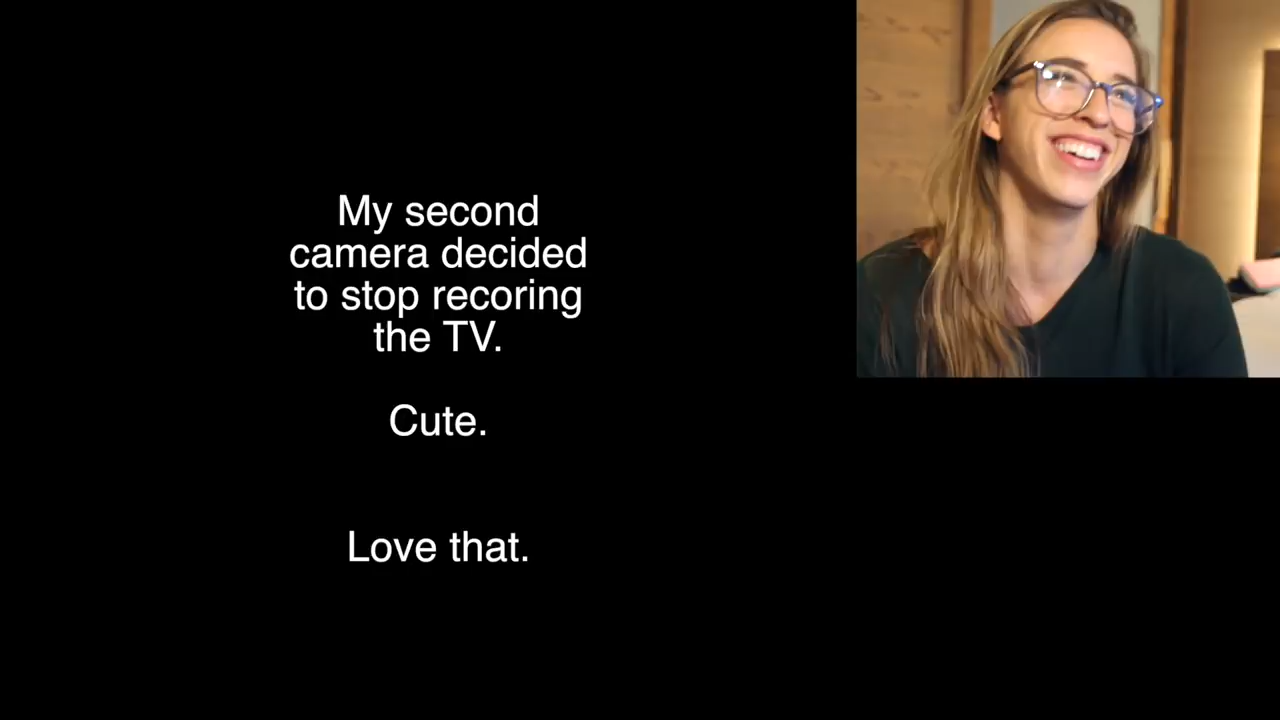 My second
camera decided
to stop recoring
the TV.
Cute.
Love that.